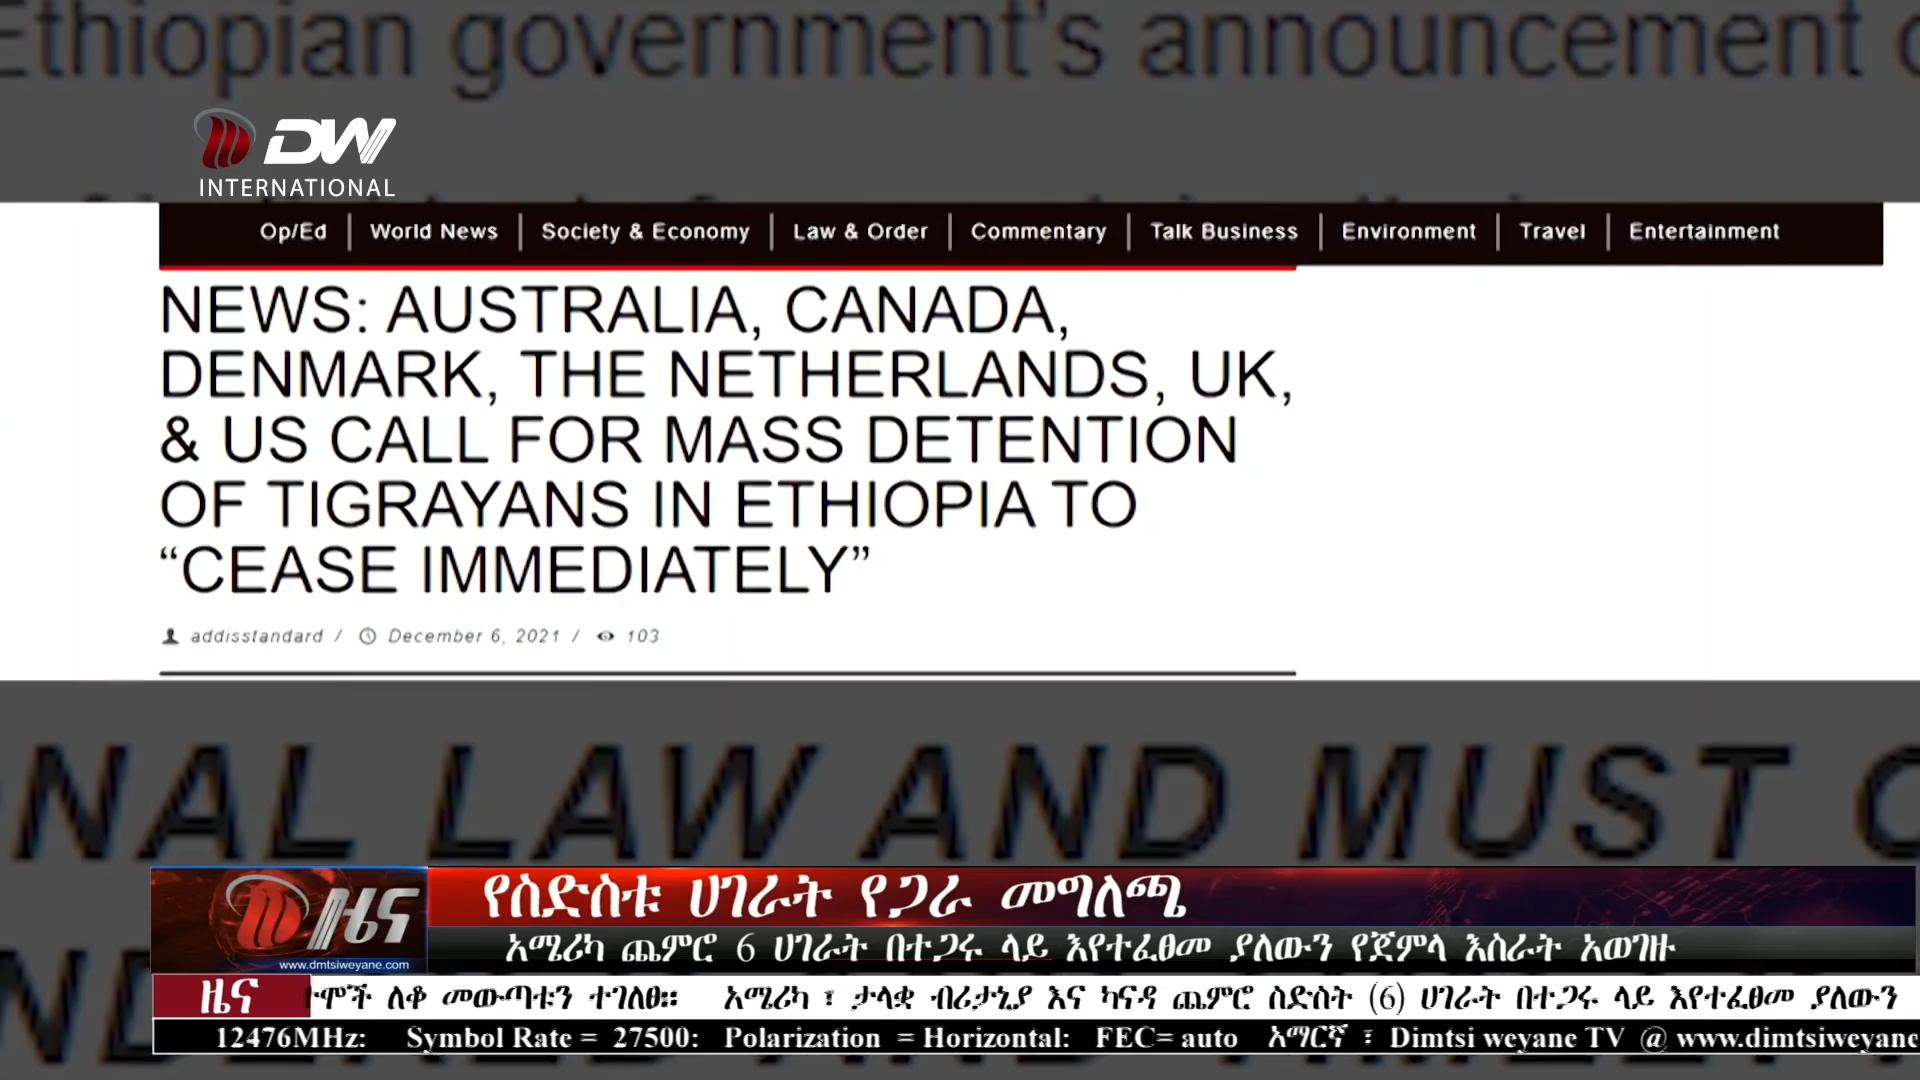 Ethiopian government's announcement
DW
INTERNATIONAL
Op/Ed | World News | Society & Economy | Law & Order | Commentary | Talk Business | Environment | Travel | Entertainment
NEWS: AUSTRALIA, CANADA,
DENMARK, THE NETHERLANDS, UK,
& US CALL FOR MASS DETENTION
OF TIGRAYANS IN ETHIOPIA TO
“CEASE IMMEDIATELY”
addisstandard / December 6, 2021 / 103
NAL LAW AND MUST
ዜና
www.dmtsiweyane.com
የስድስቱ ሀገራት የጋራ መግለጫ
አሜሪካ ጨምሮ 6 ሀገራት በተጋሩ ላይ እየተፈፀመ ያለውን የጀምላ እስራት አወገዙ
ዜና
ለቆ መውጣቱን ተገለፀ። አሜሪካ ፣ ታላቋ ብሪታኒያ እና ካናዳ ጨምሮ ስድስት (6) ሀገራት በተጋሩ ላይ እየተፈፀመ ያለውን
12476MHz: Symbol Rate = 27500: Polarization = Horizontal: FEC= auto አማርኛ ፣ Dimtsi weyane TV @ www.dimtsiweyane